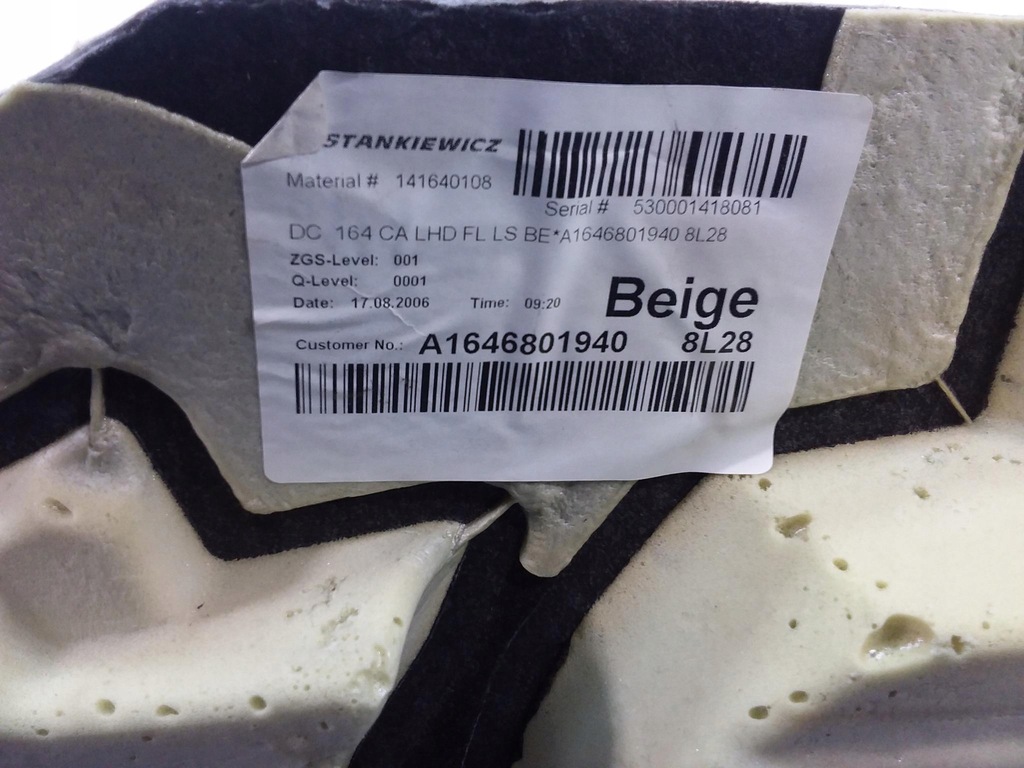 STANKIEWICZ
Material # 141640108
Serial # 530001418081
DC 164 CA LHD FL LS BE*A1646801940 8L28
ZGS-Level: 001
Q-Level: 0001
Date: 17.08.2006 Time: 09:20
Beige
Customer No.: A1646801940 8L28